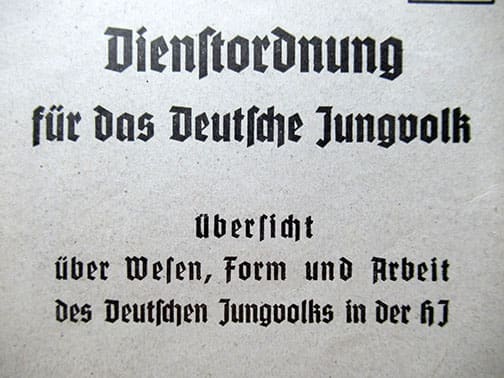 Dienſtordnung
für das Deutſche Jungvolk
Überſicht
über Weſen, Form und Arbeit
des Deutſchen Jungvolks in der HJ